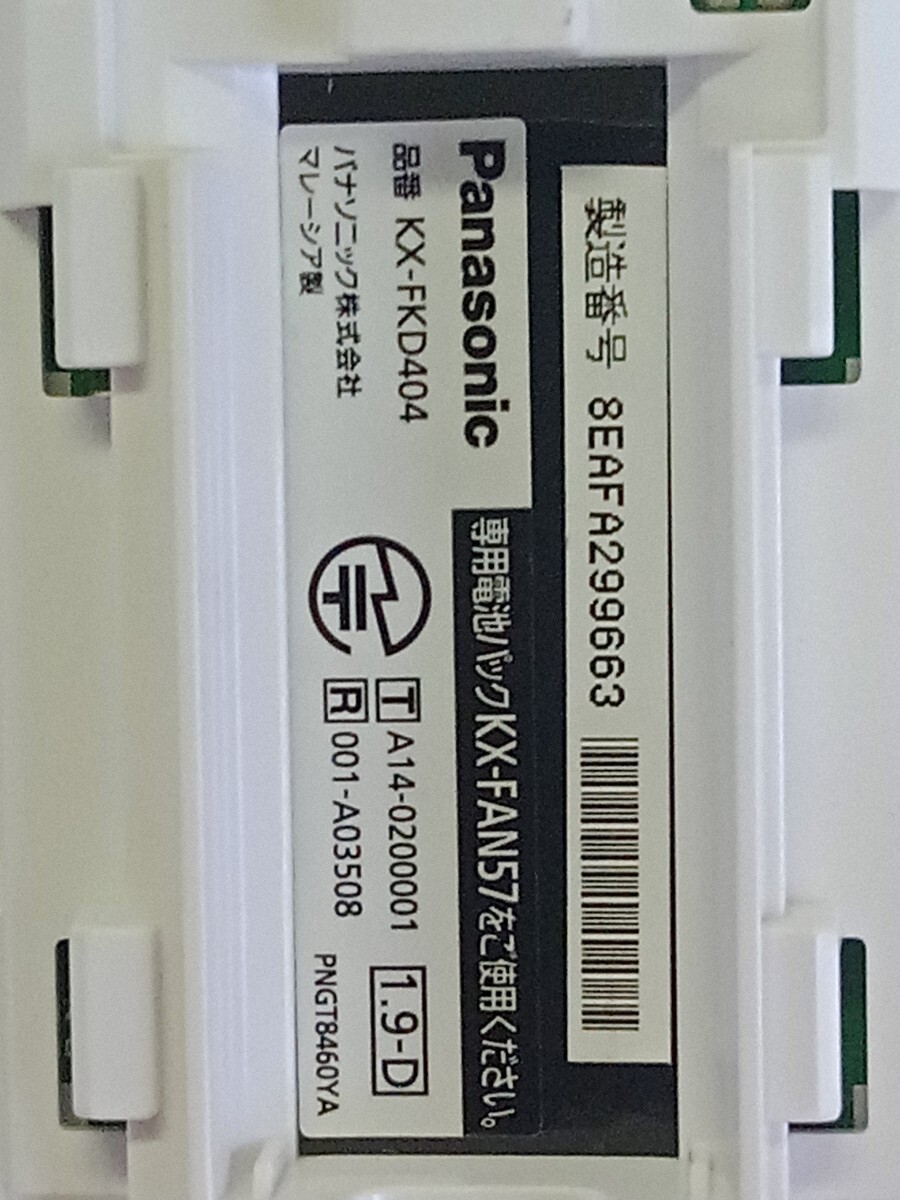 製造番号 8EAFA299663
Panasonic
専用電池パックKX-FAN57をご使用ください。
品番 KX-FKD404
パナソニック株式会社
マレーシア製
T A14-0200001
R 001-A03508
1.9-D
PNGT8460YA